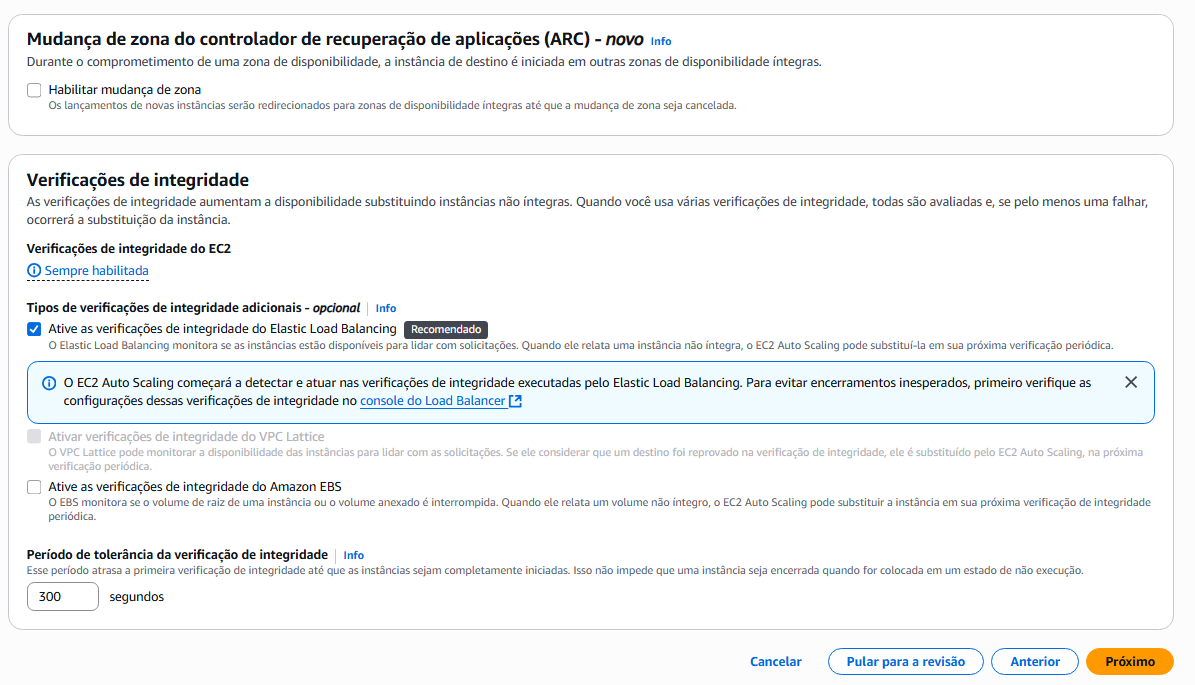 Mudança de zona do controlador de recuperação de aplicações (ARC) - novo Info
Durante o comprometimento de uma zona de disponibilidade, a instância de destino é iniciada em outras zonas de disponibilidade íntegras.
Habilitar mudança de zona
Os lançamentos de novas instâncias serão redirecionados para zonas de disponibilidade íntegras até que a mudança de zona seja cancelada.
Verificações de integridade
As verificações de integridade aumentam a disponibilidade substituindo instâncias não íntegras. Quando você usa várias verificações de integridade, todas são avaliadas e, se pelo menos uma falhar,
ocorrerá a substituição da instância.
Verificações de integridade do EC2
Sempre habilitada
Tipos de verificações de integridade adicionais - opcional Info
Ative as verificações de integridade do Elastic Load Balancing Recomendado
O Elastic Load Balancing monitora se as instâncias estão disponíveis para lidar com solicitações. Quando ele relata uma instância não íntegra, o EC2 Auto Scaling pode substituí-la em sua próxima verificação periódica.
O EC2 Auto Scaling começará a detectar e atuar nas verificações de integridade executadas pelo Elastic Load Balancing. Para evitar encerramentos inesperados, primeiro verifique as
configurações dessas verificações de integridade no console do Load Balancer
Ativar verificações de integridade do VPC Lattice
O VPC Lattice pode monitorar a disponibilidade das instâncias para lidar com as solicitações. Se ele considerar que um destino foi reprovado na verificação de integridade, ele é substituído pelo EC2 Auto Scaling, na próxima
verificação periódica.
Ative as verificações de integridade do Amazon EBS
O EBS monitora se o volume de raiz de uma instância ou o volume anexado é interrompida. Quando ele relata um volume não íntegro, o EC2 Auto Scaling pode substituir a instância em sua próxima verificação de integridade
periódica.
Período de tolerância da verificação de integridade Info
Esse período atrasa a primeira verificação de integridade até que as instâncias sejam completamente iniciadas. Isso não impede que uma instância seja encerrada quando for colocada em um estado de não execução.
300 segundos
Cancelar Pular para a revisão Anterior Próximo